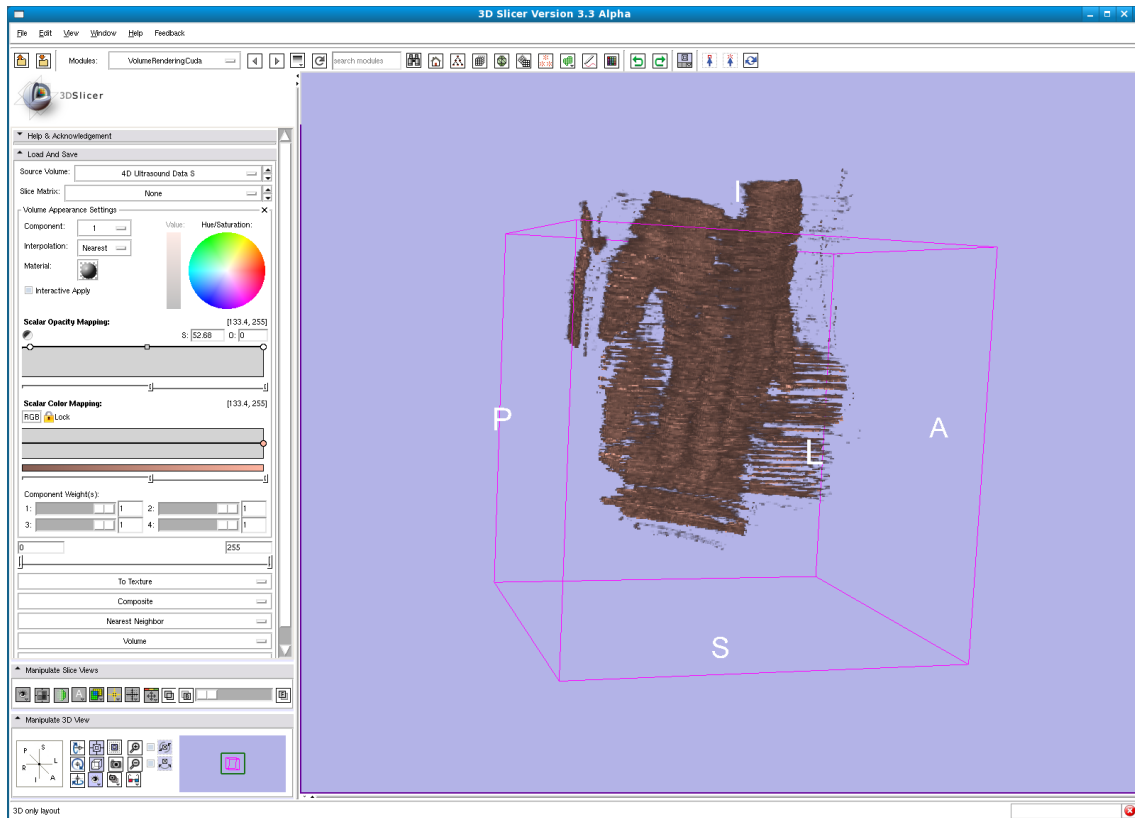 3D Slicer Version 3.3 Alpha
File Edit View Window Help Feedback
Modules: VolumeRenderingCuda search modules
3DSlicer
Help & Acknowledgement
Load And Save
Source Volume: 4D Ultrasound Data S
Slice Matrix: None
Volume Appearance Settings
Component: 1 Value: Hue/Saturation:
Interpolation: Nearest
Material:
Interactive Apply
Scalar Opacity Mapping: [133.4, 255]
S: 52.68 O: 0
Scalar Color Mapping: [133.4, 255]
RGB Lock
Component Weight(s):
1: 1 2: 1
3: 1 4: 1
0 255
To Texture
Composite
Nearest Neighbor
Volume
Manipulate Slice Views
A
Manipulate 3D View
P S
R L
I A
3D only layout
I
P A
L
S